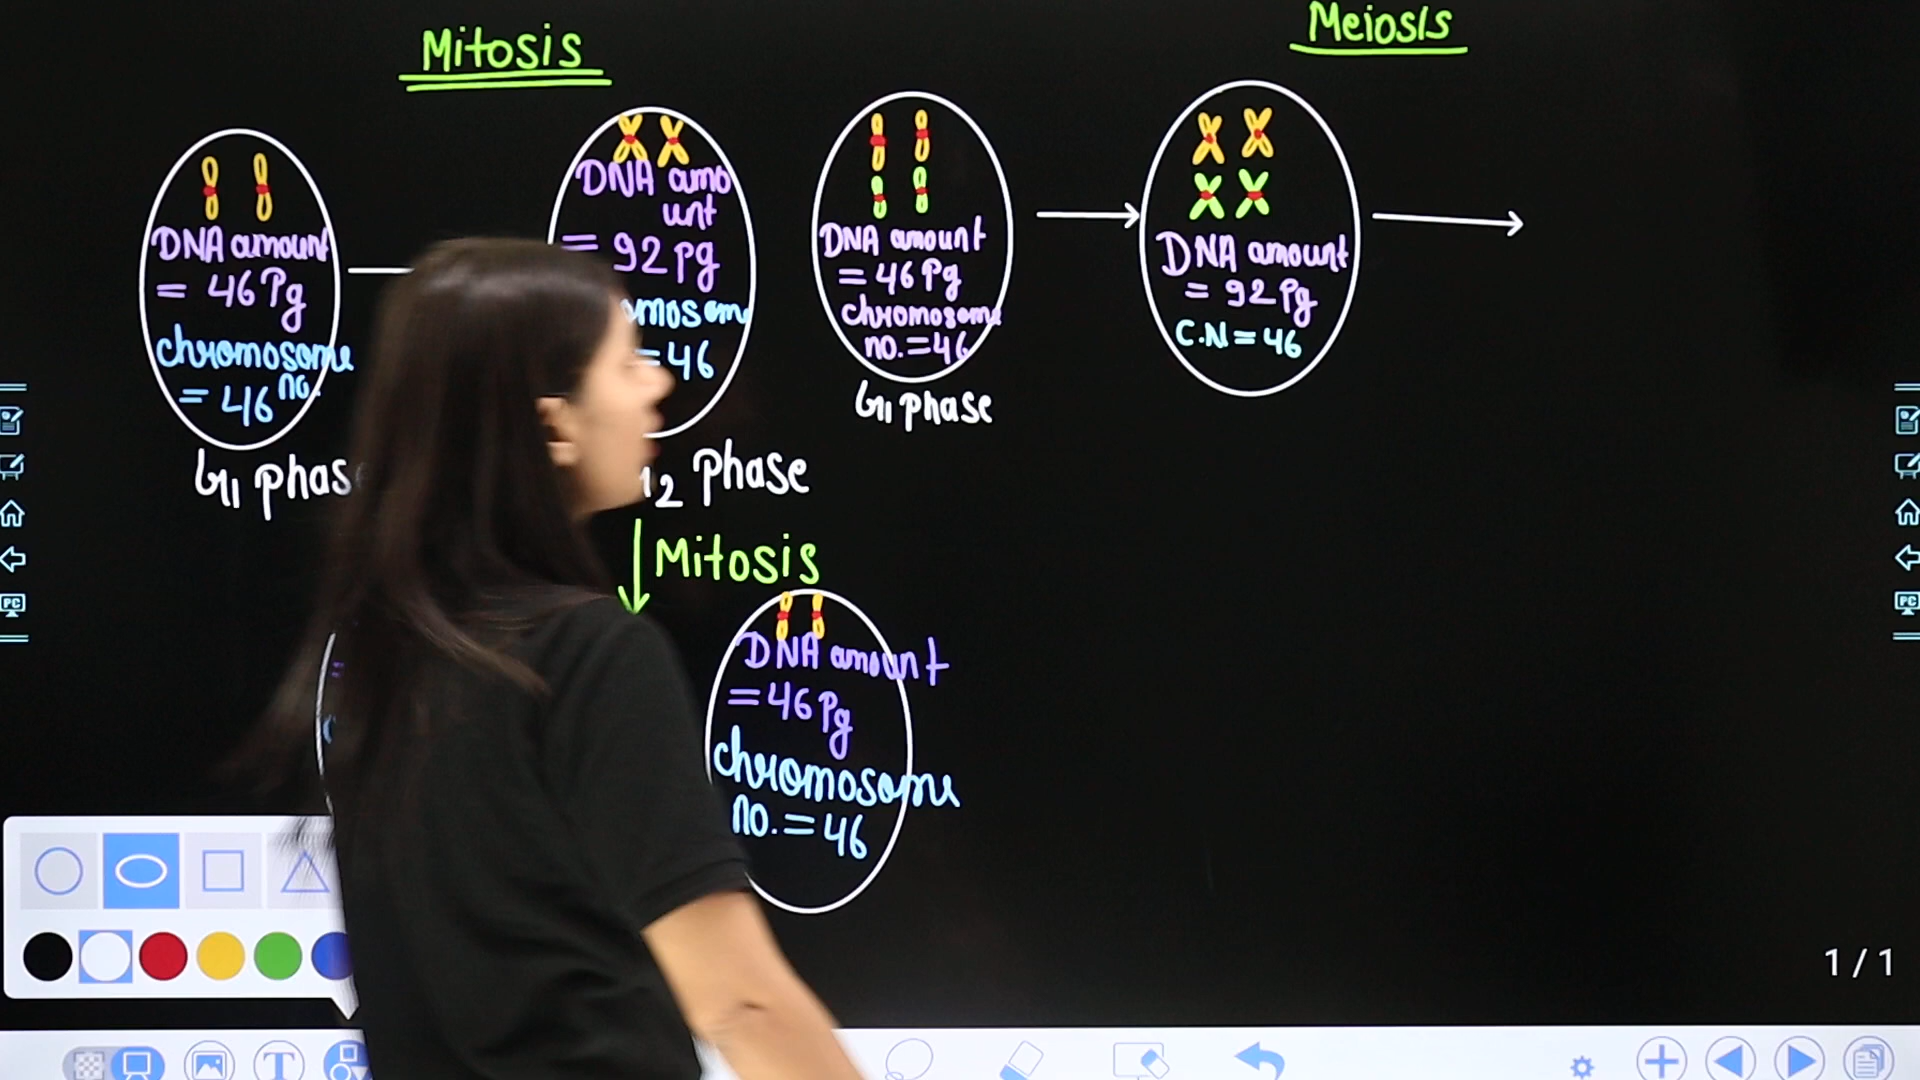 Mitosis
Meiosis
DNA amount
= 46 Pg
chromosome
no.
= 46
G1 phase
DNA amo
unt
= 92 pg
=46
phase
Mitosis
DNA amount
= 46 Pg
chromosome
no. = 46
DNA amount
= 46 Pg
chromosome
no. = 46
G1 phase
DNA amount
= 92 Pg
C.N = 46
PC
PC
1 / 1
T